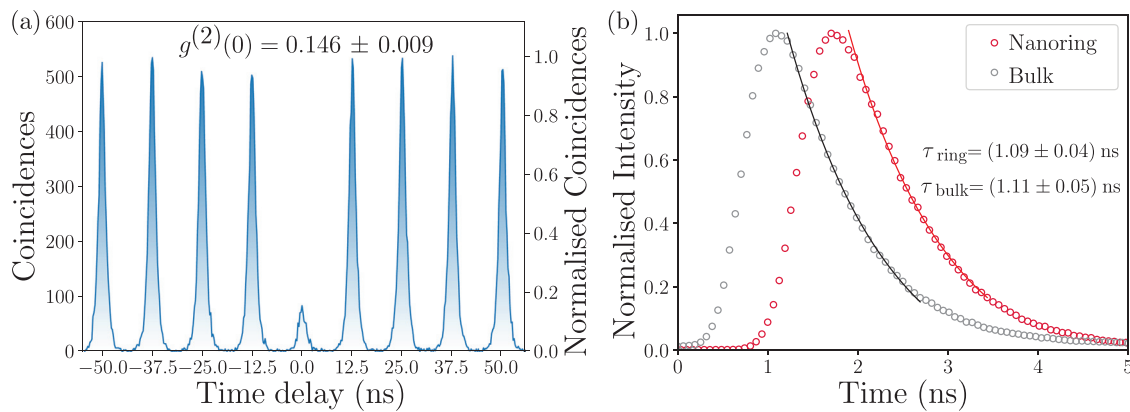 (a)
g(2)(0) = 0.146 ± 0.009
Coincidences
600
500
400
300
200
100
0
1.0
0.8
0.6
0.4
0.2
0.0
Normalised Coincidences
−50.0 −37.5 −25.0 −12.5 0.0 12.5 25.0 37.5 50.0
Time delay (ns)
(b)
Normalised Intensity
1.0
0.8
0.6
0.4
0.2
0.0
Nanoring
Bulk
τ ring= (1.09 ± 0.04) ns
τ bulk= (1.11 ± 0.05) ns
0 1 2 3 4 5
Time (ns)